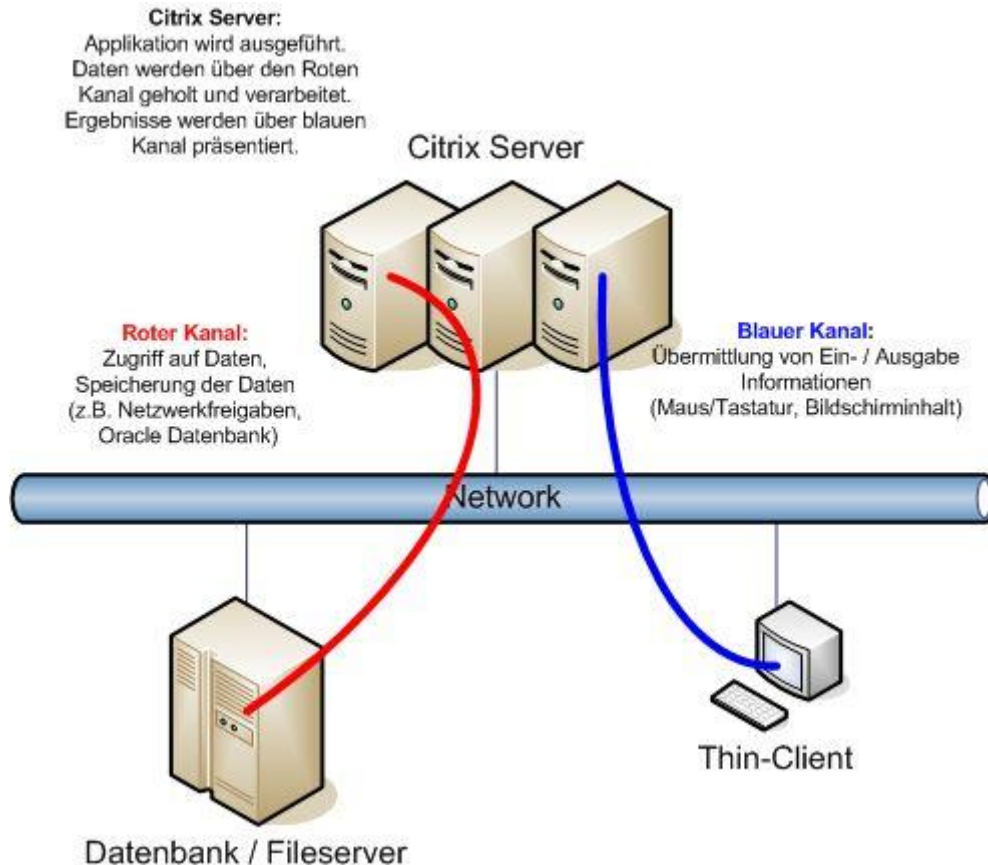 Citrix Server:
Applikation wird ausgeführt.
Daten werden über den Roten
Kanal geholt und verarbeitet.
Ergebnisse werden über blauen
Kanal präsentiert.
Citrix Server
Roter Kanal:
Zugriff auf Daten,
Speicherung der Daten
(z.B. Netzwerkfreigaben,
Oracle Datenbank)
Blauer Kanal:
Übermittlung von Ein- / Ausgabe
Informationen
(Maus/Tastatur, Bildschirminhalt)
Network
Thin-Client
Datenbank / Fileserver